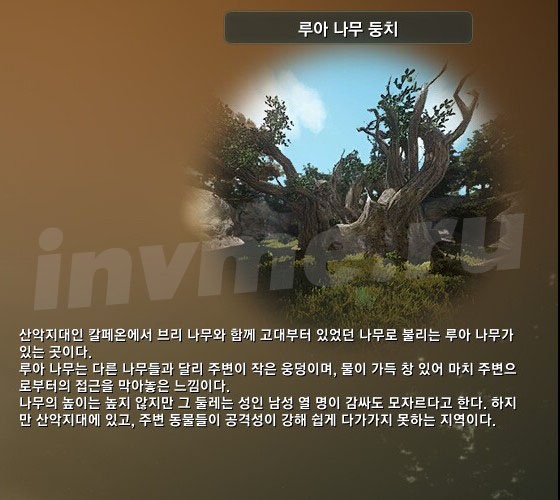 루아 나무 둥치
invme.ru
산악지대인 칼페온에서 브리 나무와 함께 고대부터 있었던 나무로 불리는 루아 나무가
있는 곳이다.
루아 나무는 다른 나무들과 달리 주변이 작은 웅덩이며, 물이 가득 찼 있어 마치 주변으
로부터의 접근을 막아놓은 느낌이다.
나무의 높이는 높지 않지만 그 둘레는 성인 남성 열 명이 감싸도 모자르다고 한다. 하지
만 산악지대에 있고, 주변 동물들이 공격성이 강해 쉽게 다가가지 못하는 지역이다.